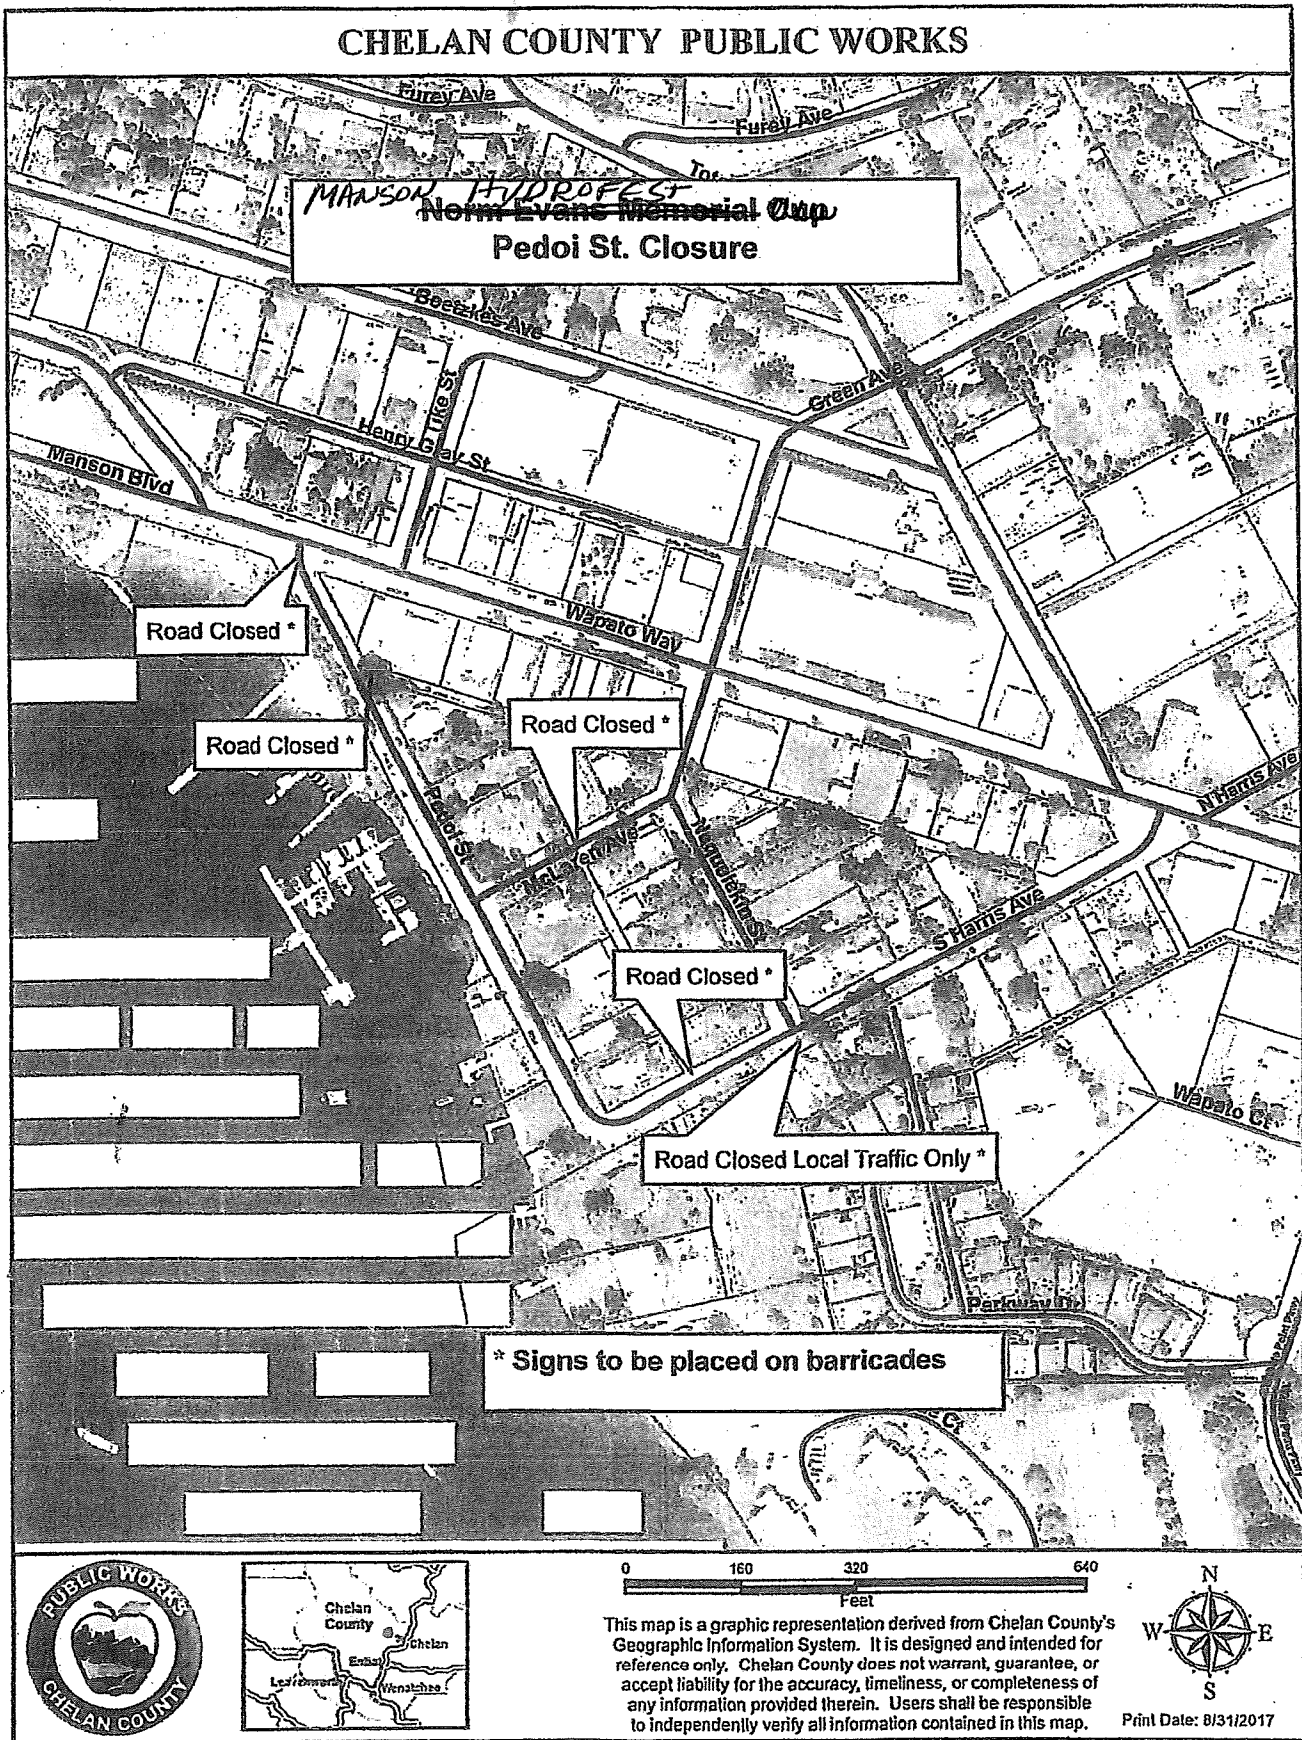 CHELAN COUNTY PUBLIC WORKS
Furey Ave
Furey Ave
MANSON HYDROFEST
Norm Evans Memorial Cup
Pedoi St. Closure
Boetzkes Ave
Green Ave
Tike St
Henry Gray St
Manson Blvd
Road Closed *
Wapato Way
Road Closed *
Road Closed *
N Harris Ave
Pedoi St
McLaren Ave
S Harris Ave
Road Closed *
Wapato Ct
Road Closed Local Traffic Only *
Parkway Dr
* Signs to be placed on barricades
Ct
PUBLIC WORKS
CHELAN COUNTY
Chelan
County
Chelan
Entiat
Leavenworth
Wenatchee
0 160 320 640
Feet
This map is a graphic representation derived from Chelan County's
Geographic Information System. It is designed and intended for
reference only. Chelan County does not warrant, guarantee, or
accept liability for the accuracy, timeliness, or completeness of
any information provided therein. Users shall be responsible
to independently verify all information contained in this map.
N
W E
S
Print Date: 8/31/2017